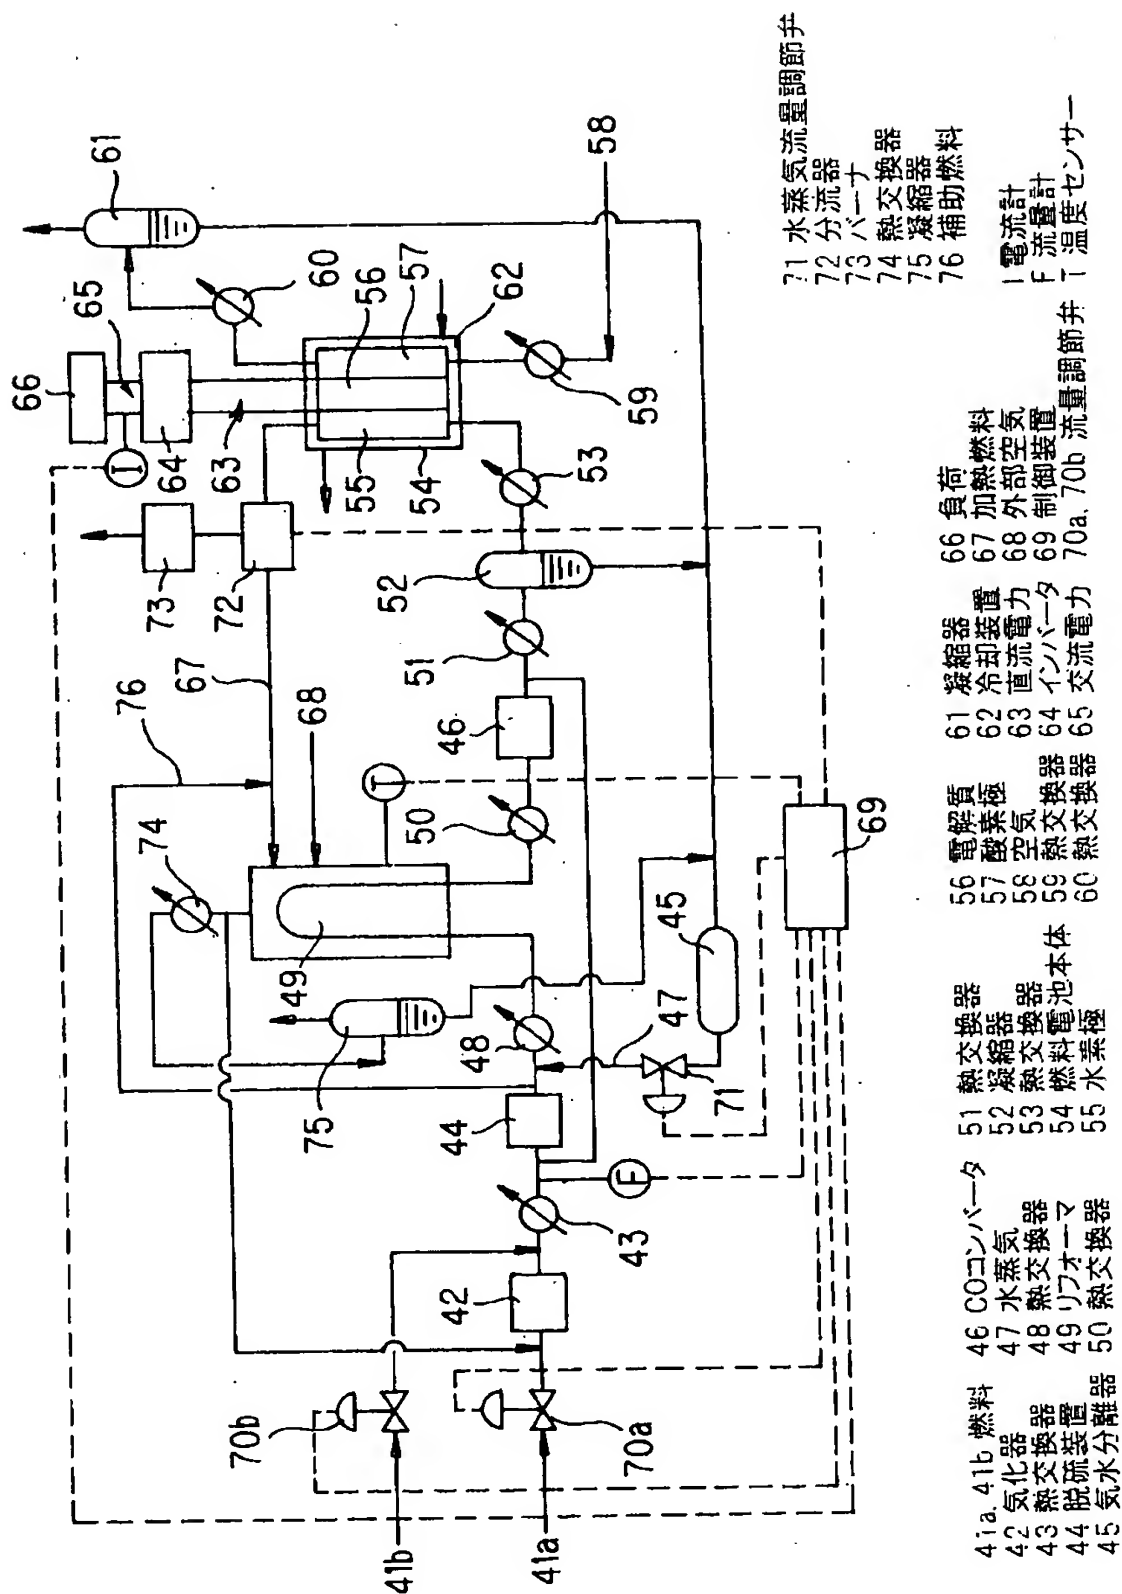 41a, 41b 燃料
42 気化器
43 熱交換器
44 脱硫装置
45 気水分離器
46 COコンバータ
47 水蒸気
48 熱交換器
49 リフォーマ
50 熱交換器
51 熱交換器
52 凝縮器
53 熱交換器
54 燃料電池本体
55 水素極
56 電解質
57 酸素極
58 空気
59 熱交換器
60 熱交換器
61 凝縮器
62 冷却装置
63 直流電力
64 インバータ
65 交流電力
66 負荷
67 加熱燃料
68 外部空気
69 制御装置
70a, 70b 流量調節弁
71 水蒸気流量調節弁
72 分流器
73 バーナ
74 熱交換器
75 凝縮器
76 補助燃料
I 電流計
F 流量計
T 温度センサー
41b
41a
70b
70a
42
43
F
44
75
48
49
74
76
47
71
45
69
T
50
46
68
67
51
52
53
73
72
I
66
65
64
63
55
54
56
57
62
60
61
59
58